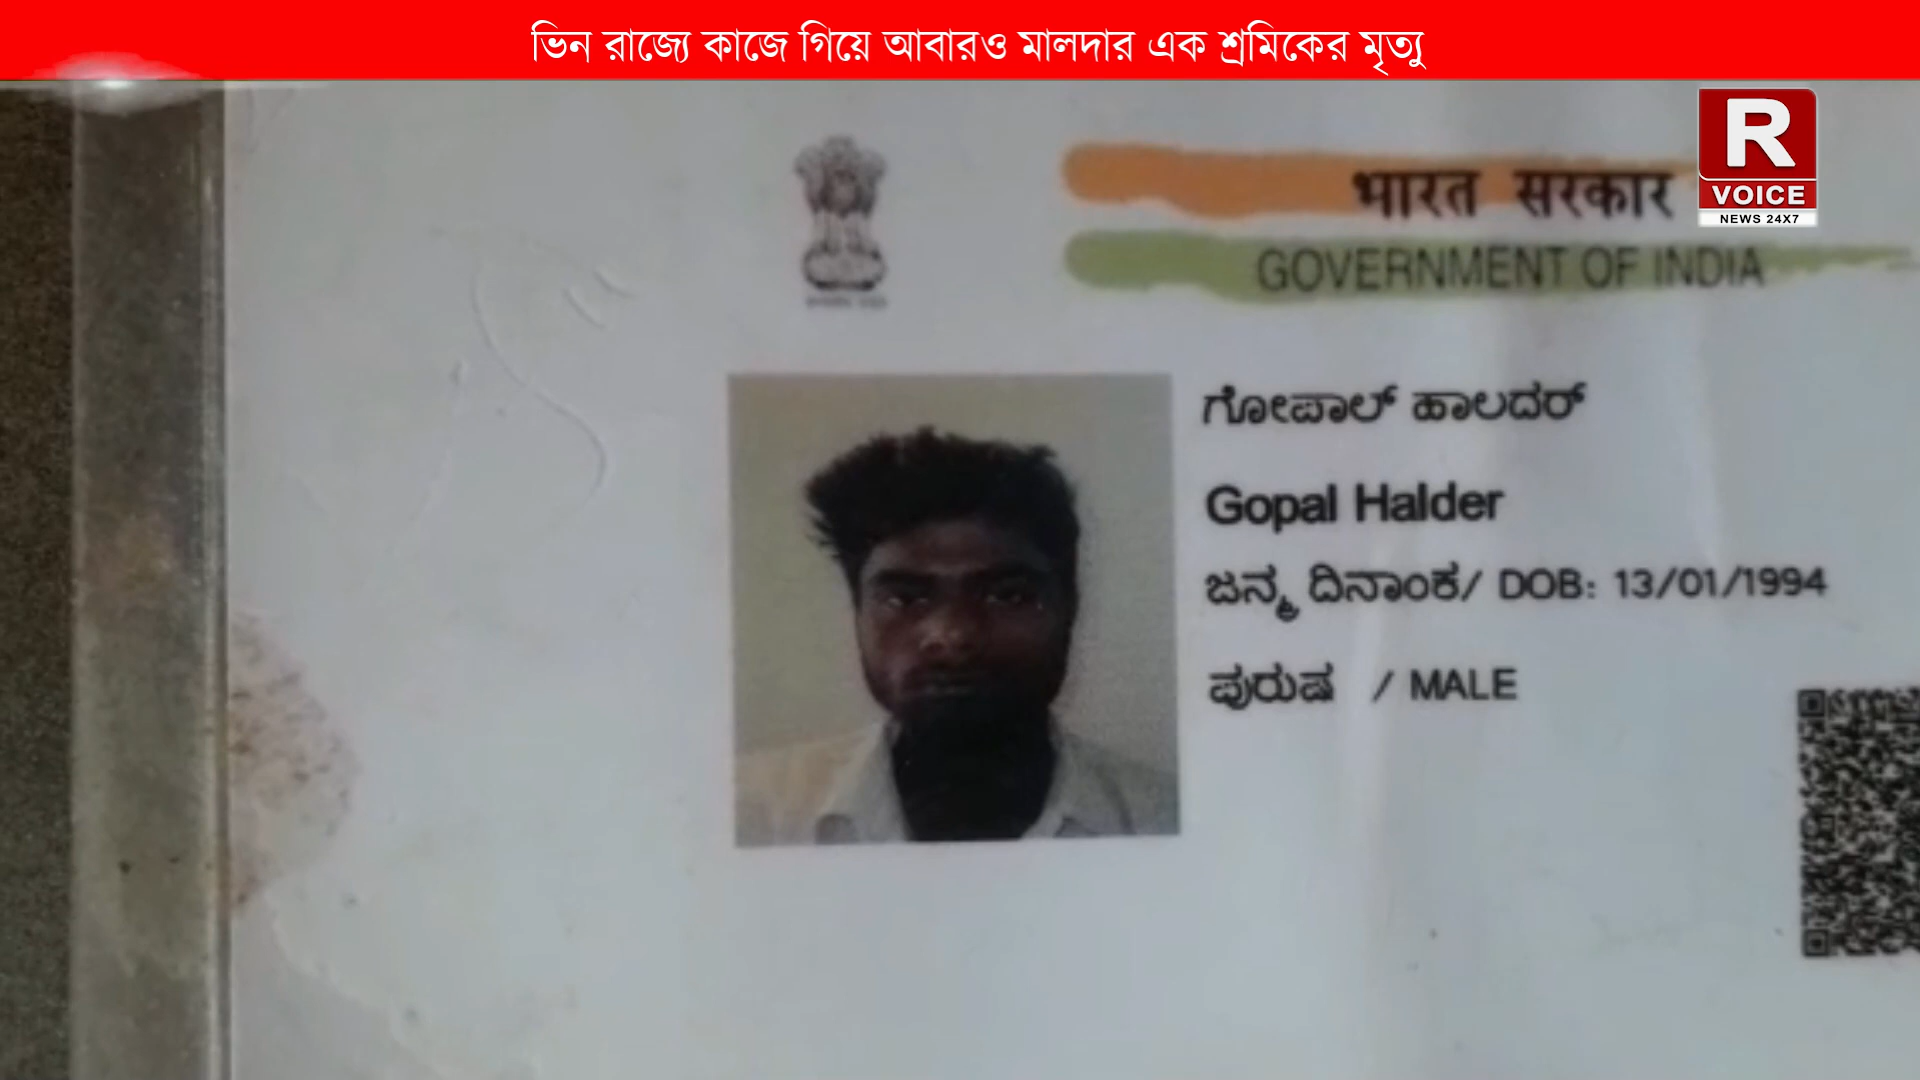 ভিন রাজ্যে কাজে গিয়ে আবারও মালদার এক শ্রমিকের মৃত্যু
R
VOICE
NEWS 24X7
भारत सरकार
GOVERNMENT OF INDIA
ಗೋಪಾಲ್ ಹಾಲದರ್
Gopal Halder
ಜನ್ಮ ದಿನಾಂಕ/ DOB: 13/01/1994
ಪುರುಷ / MALE